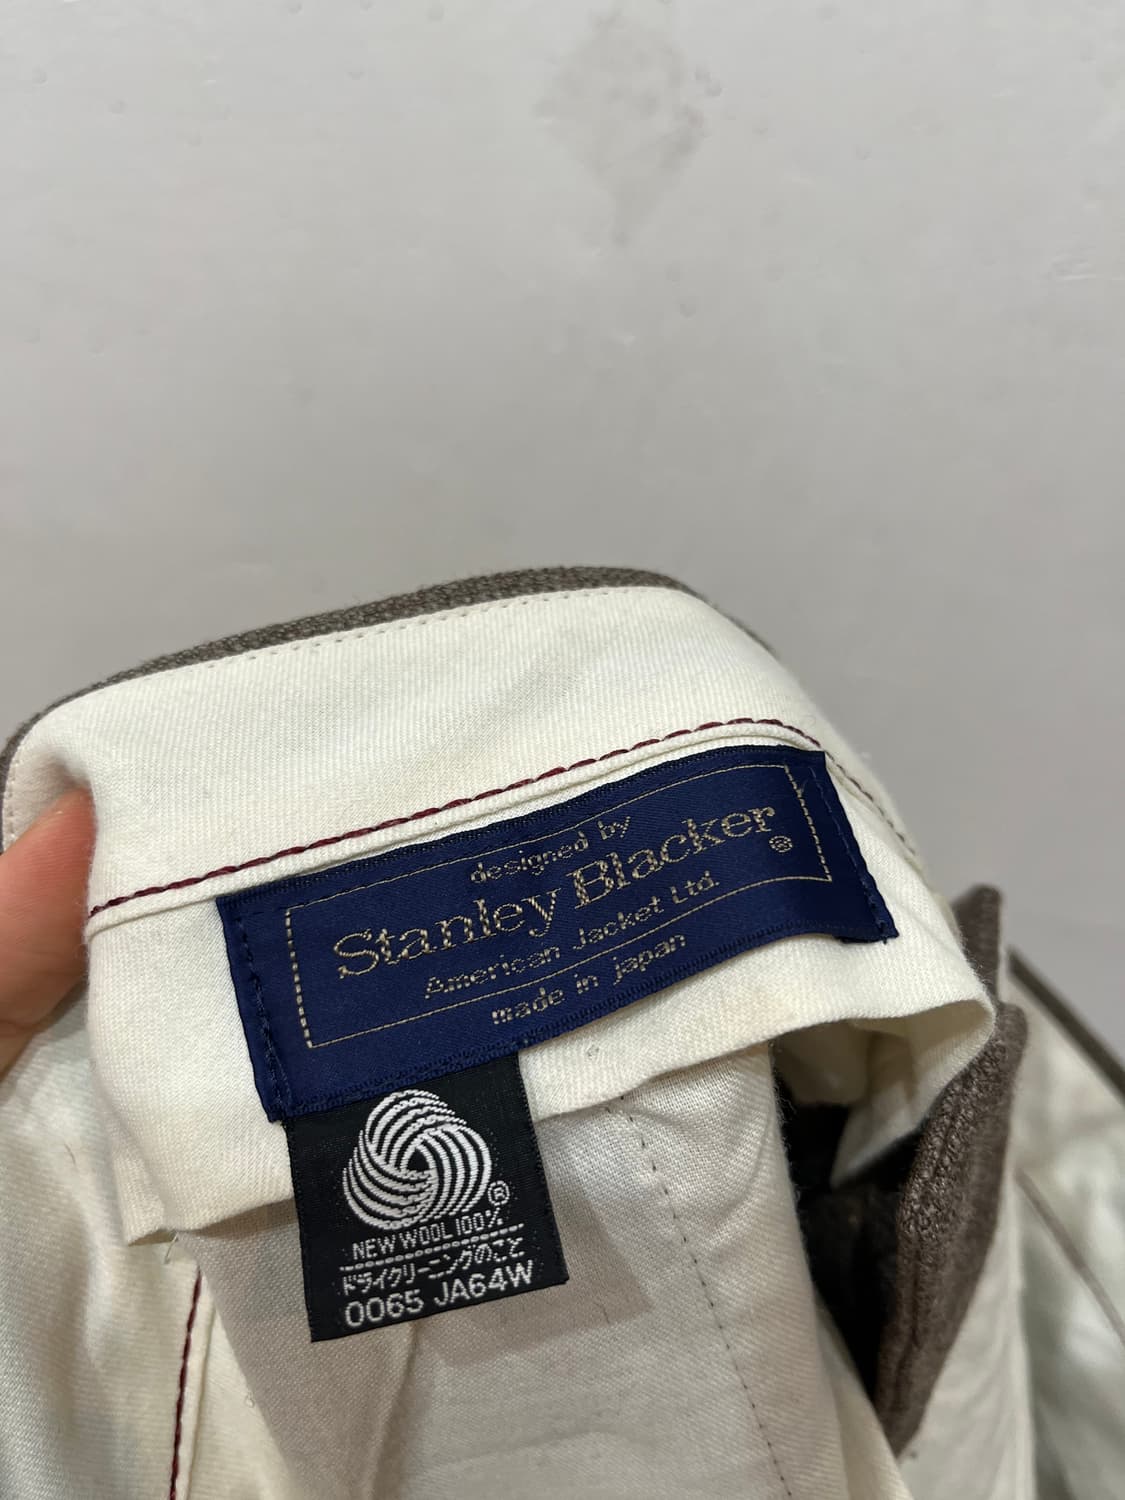 designed by
Stanley Blacker ®
American Jacket Ltd.
made in japan
®
NEW WOOL 100%
ドライクリーニングのこと
0065 JA64W